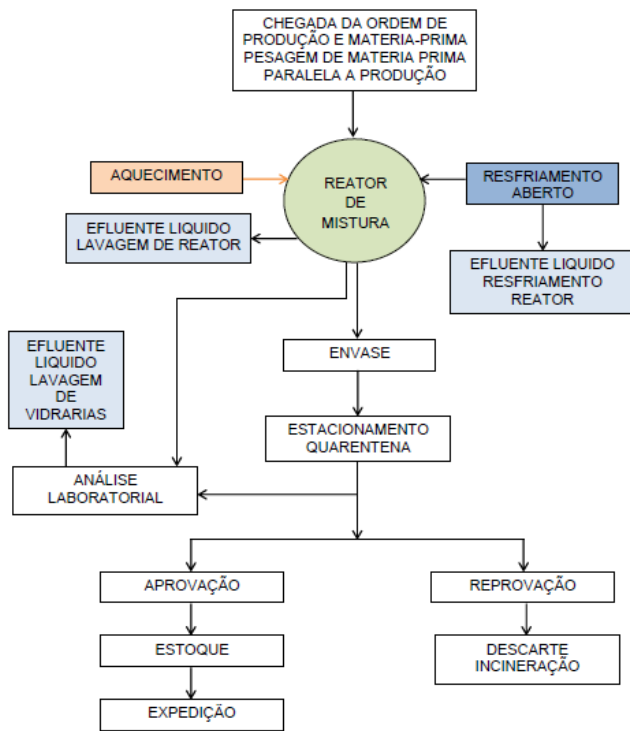 CHEGADA DA ORDEM DE
PRODUÇÃO E MATERIA-PRIMA
PESAGÉM DE MATERIA PRIMA
PARALELA A PRODUÇÃO
AQUECIMENTO
REATOR
DE
MISTURA
RESFRIAMENTO
ABERTO
EFLUENTE LIQUIDO
LAVAGEM DE REATOR
EFLUENTE LIQUIDO
RESFRIAMENTO
REATOR
EFLUENTE
LIQUIDO
LAVAGEM
DE
VIDRARIAS
ENVASE
ESTACIONAMENTO
QUARENTENA
ANÁLISE
LABORATORIAL
APROVAÇÃO
REPROVAÇÃO
ESTOQUE
DESCARTE
INCINERAÇÃO
EXPEDIÇÃO